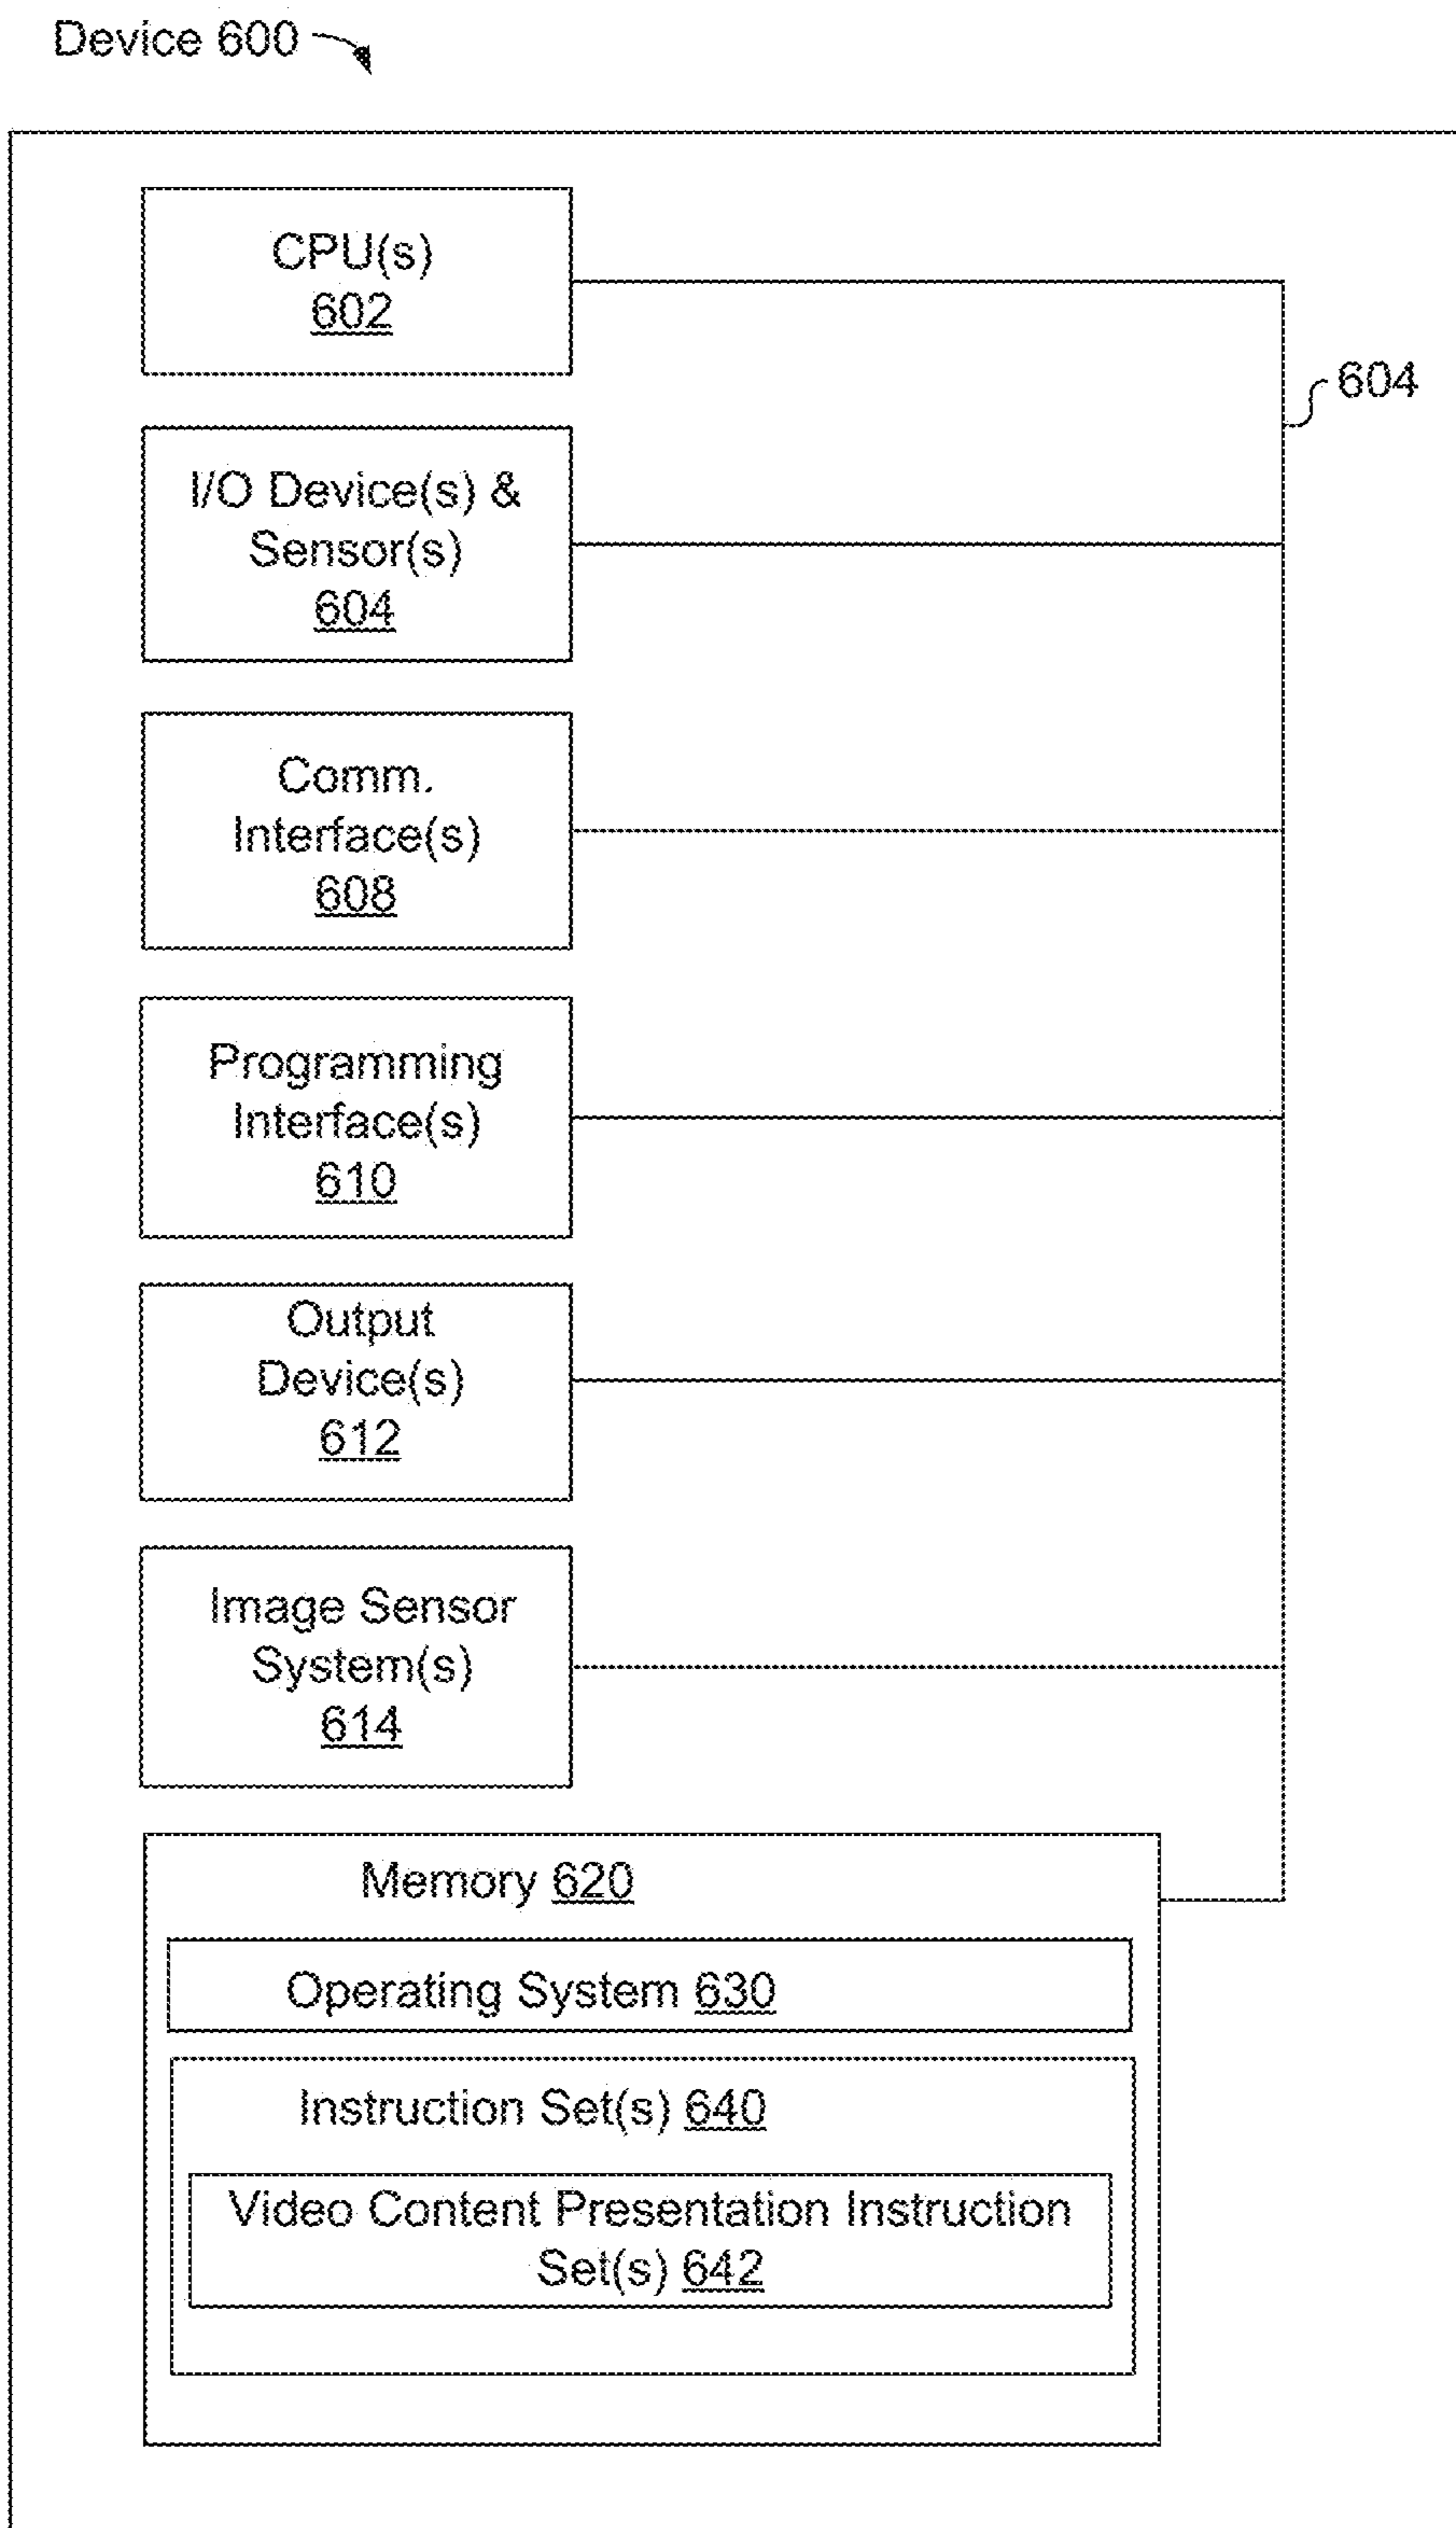 Device 600
CPU(s)
602
604
I/O Device(s) &
Sensor(s)
604
Comm.
Interface(s)
608
Programming
Interface(s)
610
Output
Device(s)
612
Image Sensor
System(s)
614
Memory 620
Operating System 630
Instruction Set(s) 640
Video Content Presentation Instruction
Set(s) 642